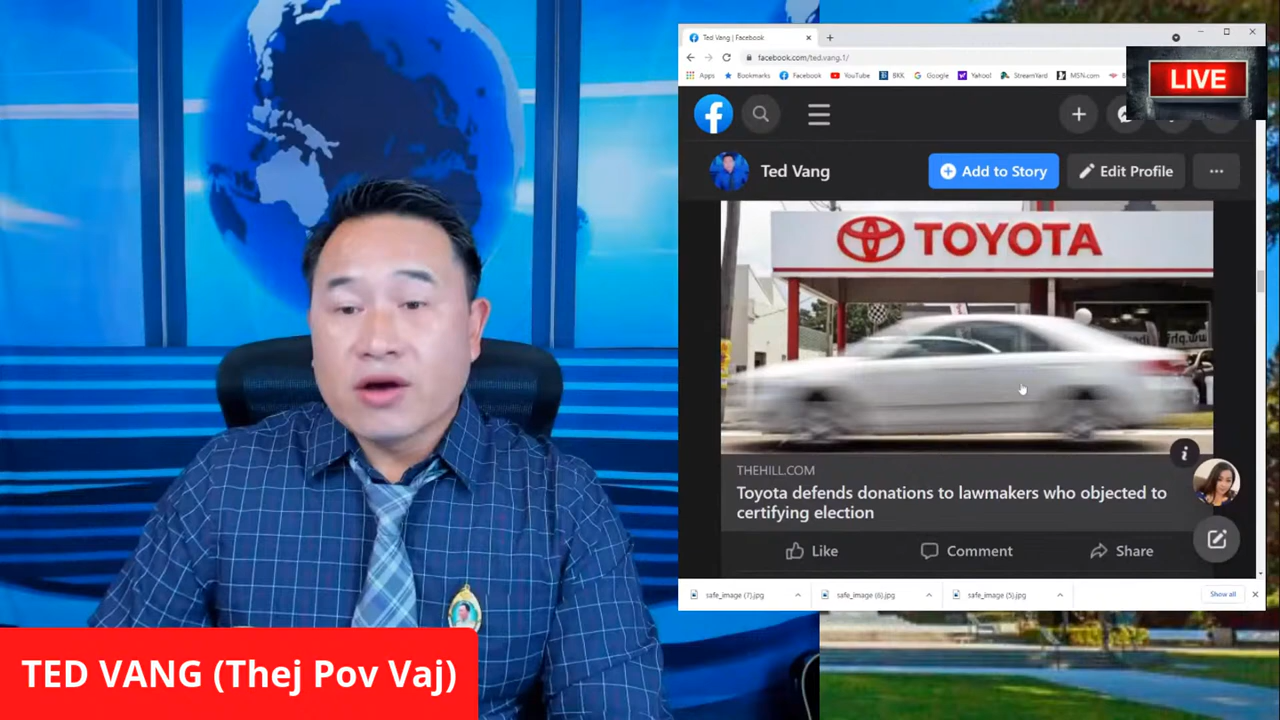 Ted Vang | Facebook
facebook.com/ted.vang.1/
Apps
Bookmarks
Facebook
YouTube
BKK
Google
Yahoo!
StreamYard
MSN.com
LIVE
Ted Vang
Add to Story
Edit Profile
TOYOTA
THEHILL.COM
Toyota defends donations to lawmakers who objected to
certifying election
Like
Comment
Share
safe_image (7).jpg
safe_image (6).jpg
safe_image (5).jpg
Show all
TED VANG (Thej Pov Vaj)